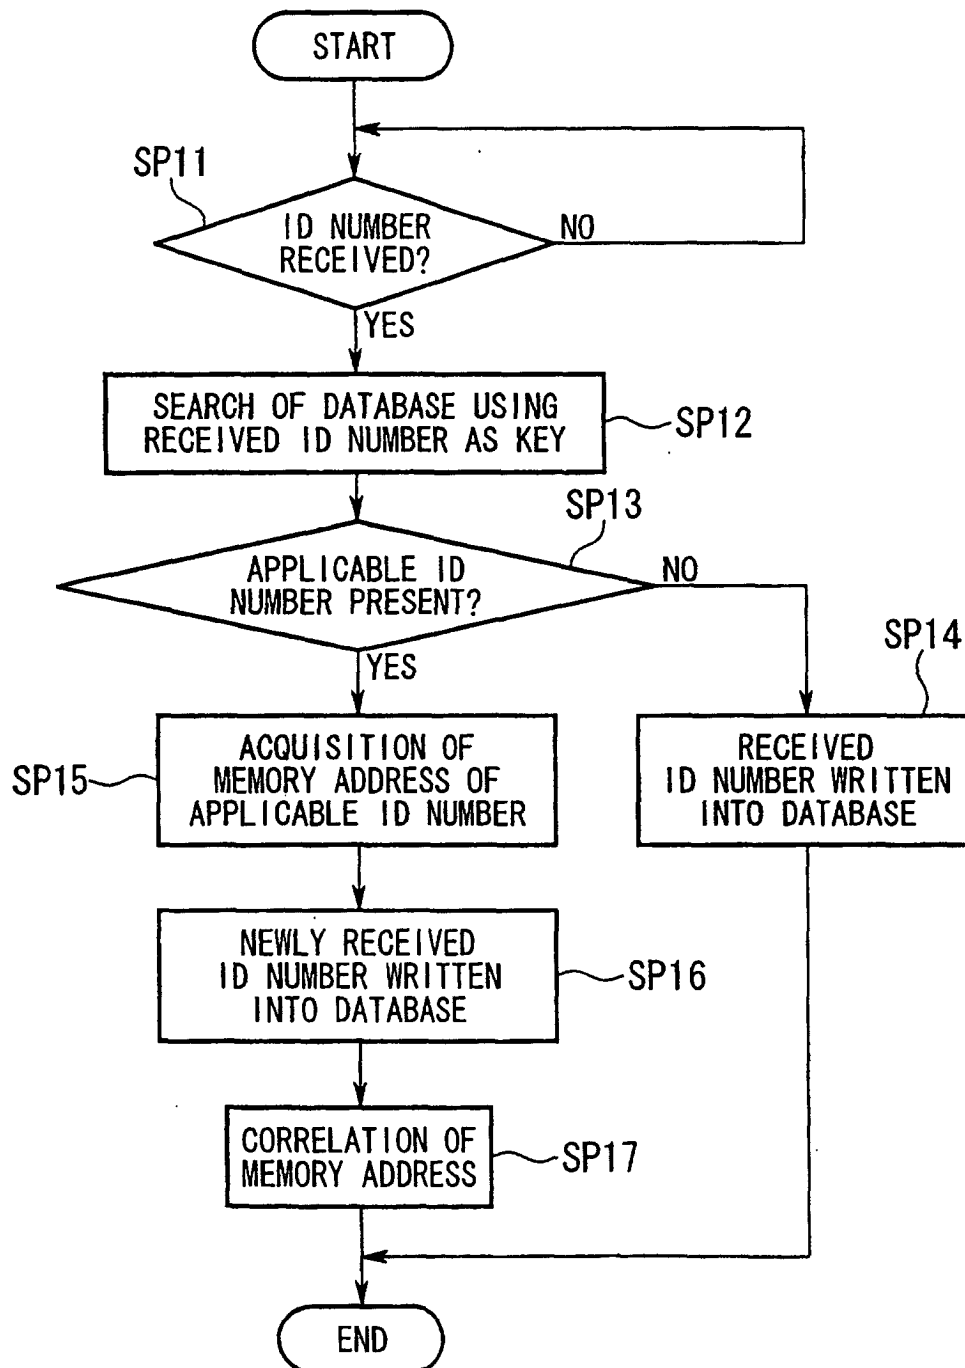 START
SP11
ID NUMBER
RECEIVED?
NO
YES
SEARCH OF DATABASE USING
RECEIVED ID NUMBER AS KEY
SP12
SP13
APPLICABLE ID
NUMBER PRESENT?
NO
YES
SP14
ACQUISITION OF
MEMORY ADDRESS OF
APPLICABLE ID NUMBER
SP15
RECEIVED
ID NUMBER WRITTEN
INTO DATABASE
NEWLY RECEIVED
ID NUMBER WRITTEN
INTO DATABASE
SP16
CORRELATION OF
MEMORY ADDRESS
SP17
END